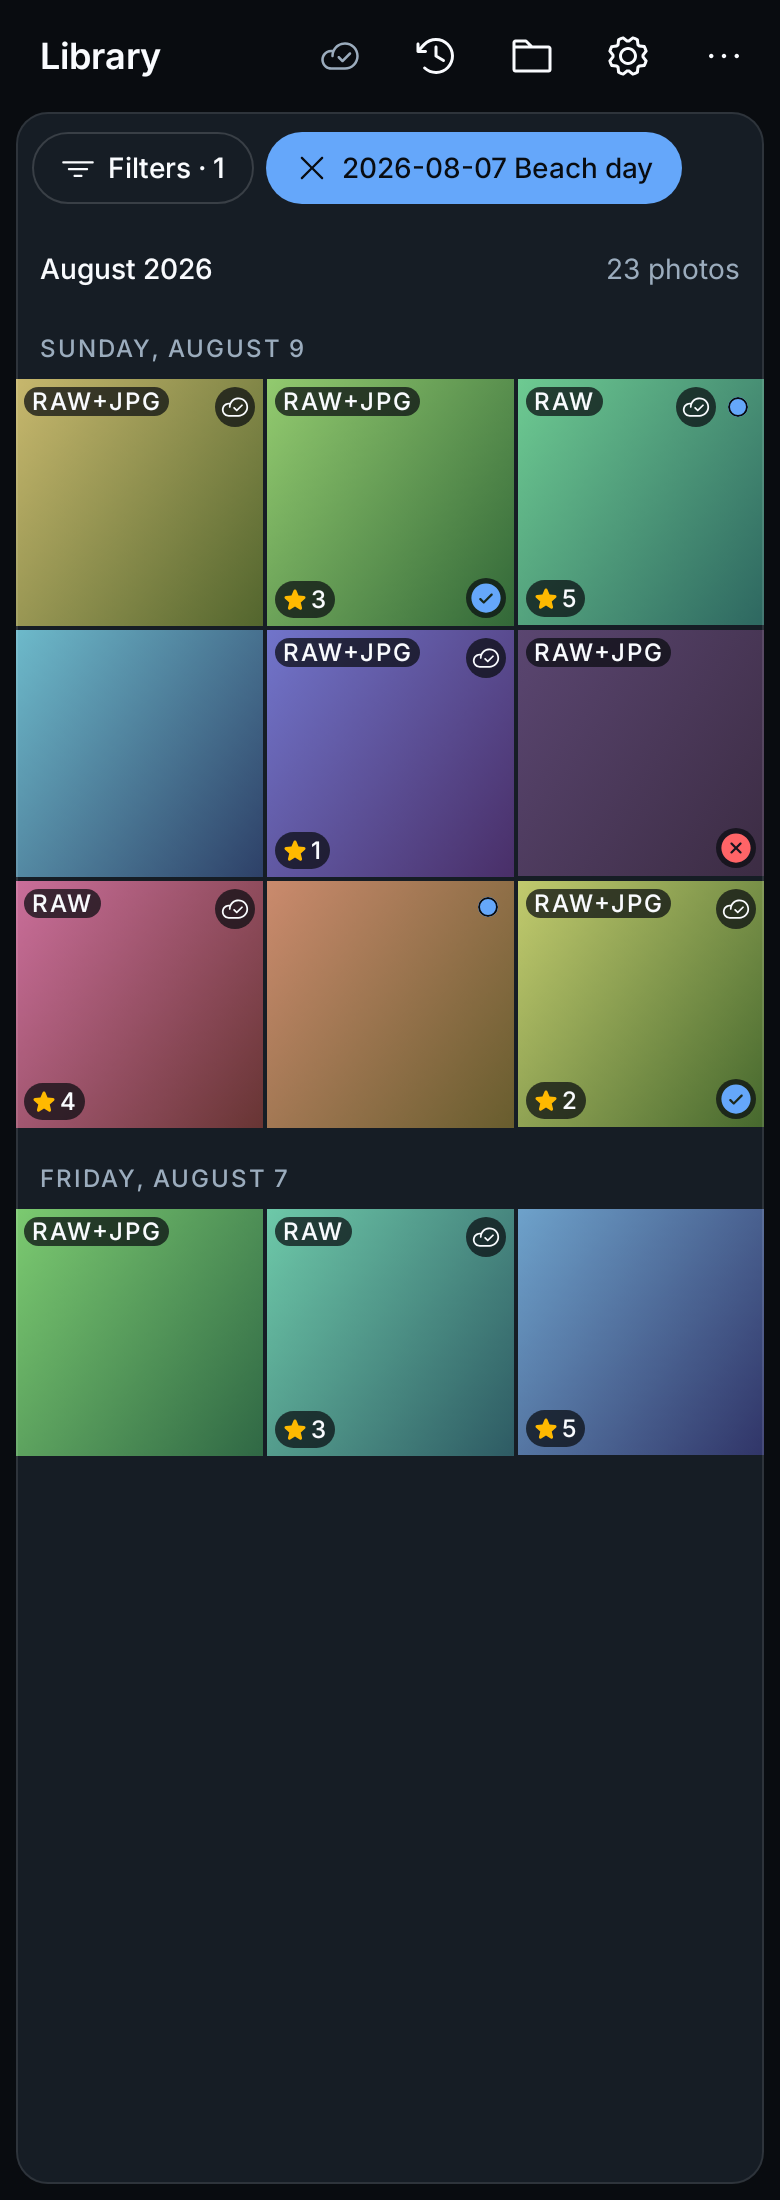 Library
Filters · 1
2026-08-07 Beach day
August 2026
23 photos
SUNDAY, AUGUST 9
RAW+JPG
RAW+JPG
3
RAW
5
RAW+JPG
1
RAW+JPG
RAW
4
RAW+JPG
2
FRIDAY, AUGUST 7
RAW+JPG
RAW
3
5